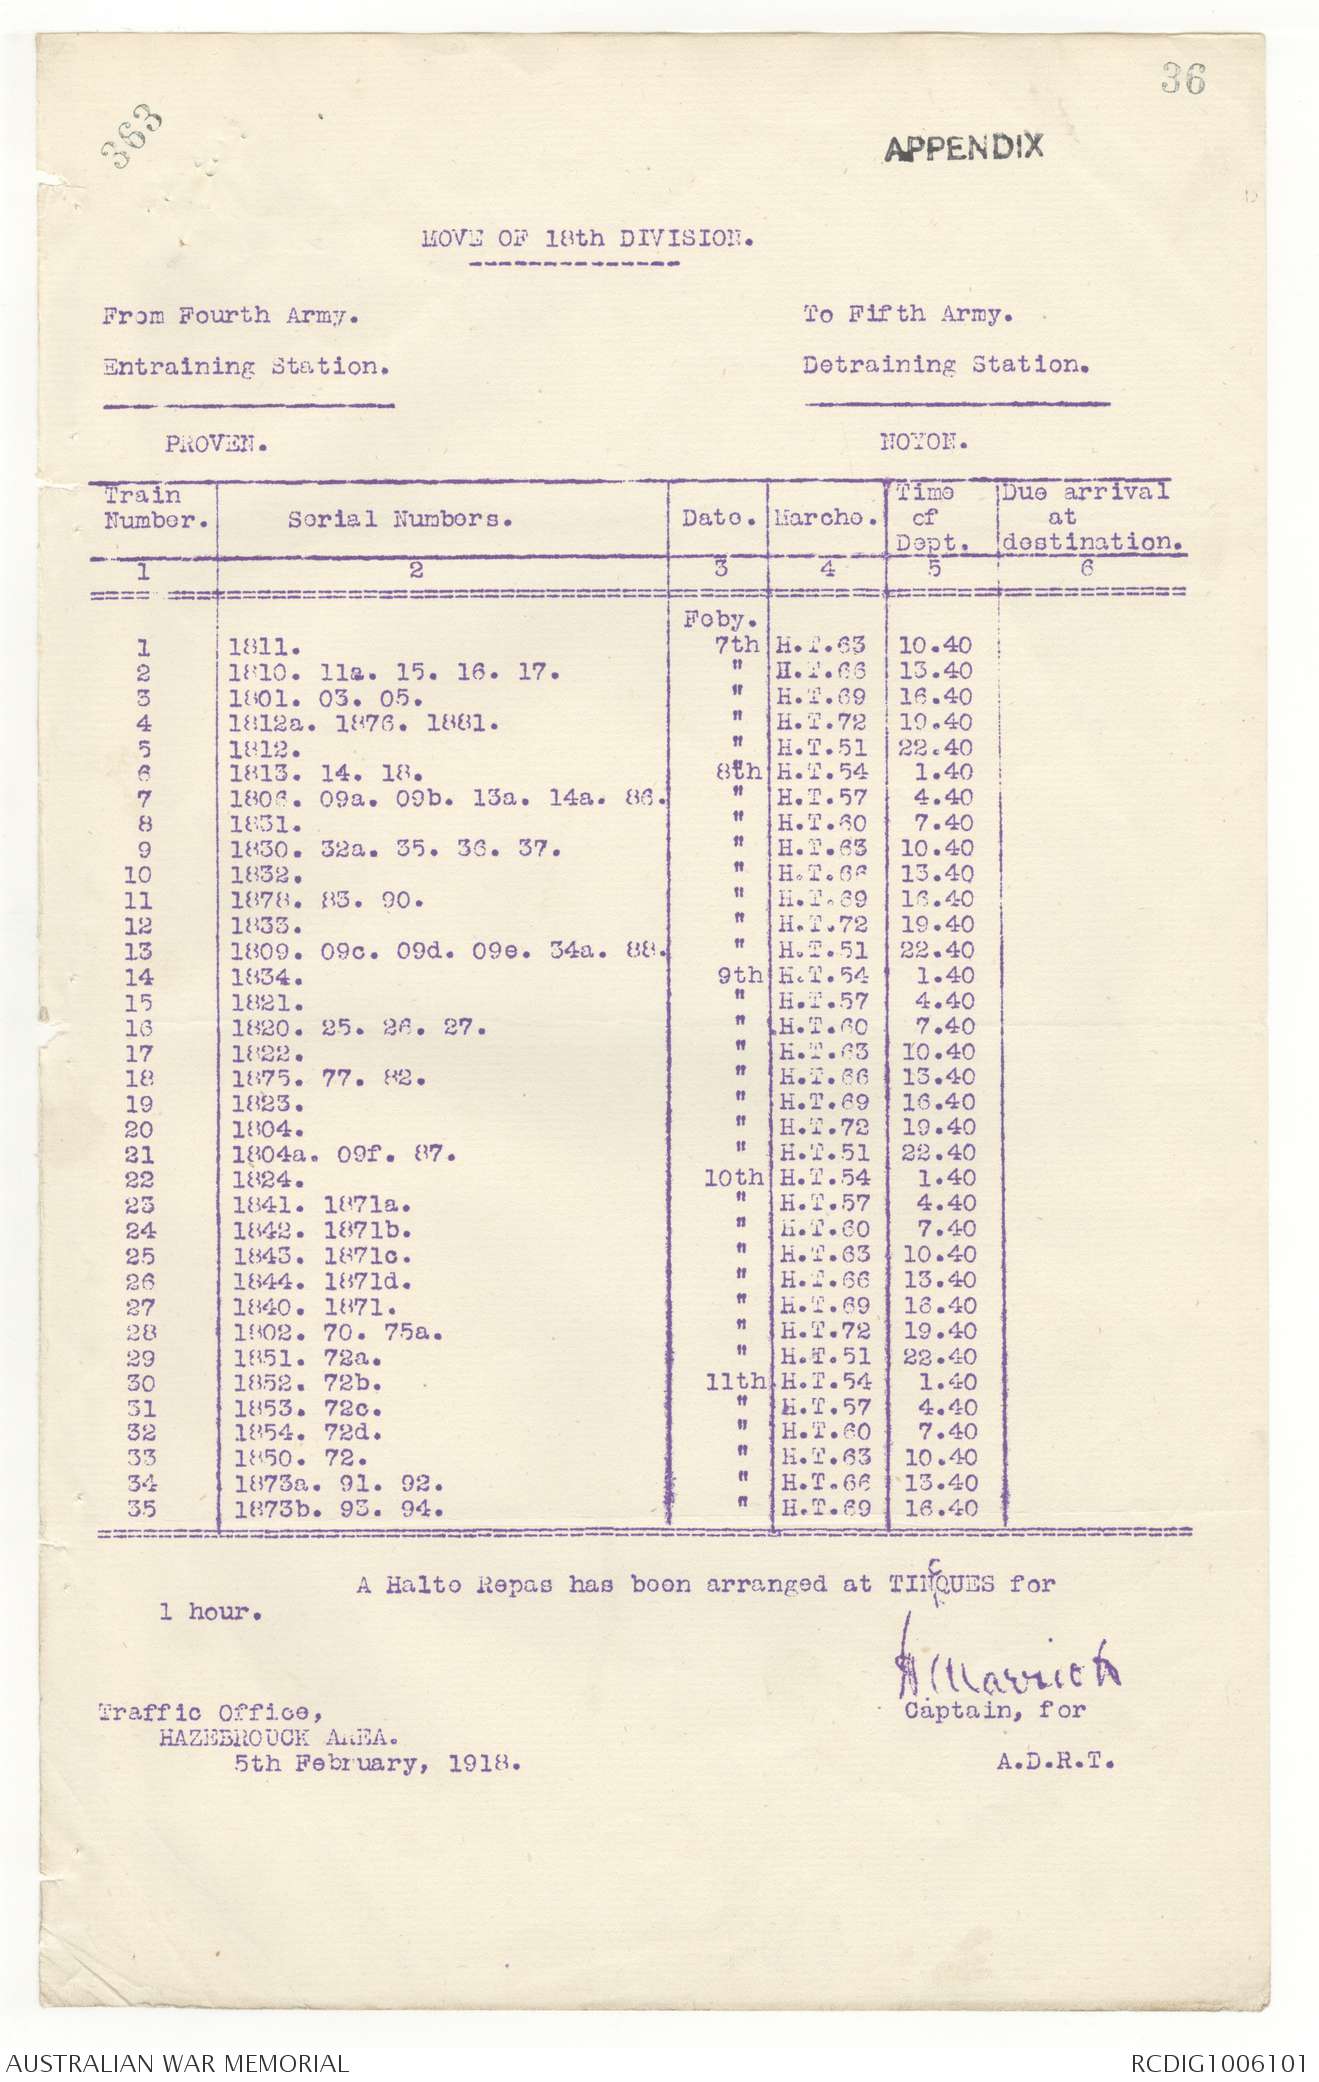 36
363
APPENDIX
MOVE OF 18th DIVISION.
From Fourth Army. To Fifth Army.
Entraining Station. Detraining Station.
PROVEN. NOYON.
Train Number. Serial Numbers. Date. Marche. Time of Dept. Due arrival at destination.
1 2 3 4 5 6
Feby.
1 1811. 7th H.T.63 10.40
2 1810. 11a. 15. 16. 17. " H.T.66 13.40
3 1801. 03. 05. " H.T.69 16.40
4 1812a. 1876. 1881. " H.T.72 19.40
5 1812. " H.T.51 22.40
6 1813. 14. 18. 8th H.T.54 1.40
7 1806. 09a. 09b. 13a. 14a. 86. " H.T.57 4.40
8 1831. " H.T.60 7.40
9 1830. 32a. 35. 36. 37. " H.T.63 10.40
10 1832. " H.T.66 13.40
11 1878. 83. 90. " H.T.69 16.40
12 1833. " H.T.72 19.40
13 1809. 09c. 09d. 09e. 34a. 88. " H.T.51 22.40
14 1834. 9th H.T.54 1.40
15 1821. " H.T.57 4.40
16 1820. 25. 26. 27. " H.T.60 7.40
17 1822. " H.T.63 10.40
18 1875. 77. 82. " H.T.66 13.40
19 1823. " H.T.69 16.40
20 1804. " H.T.72 19.40
21 1804a. 09f. 87. " H.T.51 22.40
22 1824. 10th H.T.54 1.40
23 1841. 1871a. " H.T.57 4.40
24 1842. 1871b. " H.T.60 7.40
25 1843. 1871c. " H.T.63 10.40
26 1844. 1871d. " H.T.66 13.40
27 1840. 1871. " H.T.69 16.40
28 1802. 70. 75a. " H.T.72 19.40
29 1851. 72a. " H.T.51 22.40
30 1852. 72b. 11th H.T.54 1.40
31 1853. 72c. " H.T.57 4.40
32 1854. 72d. " H.T.60 7.40
33 1850. 72. " H.T.63 10.40
34 1873a. 91. 92. " H.T.66 13.40
35 1873b. 93. 94. " H.T.69 16.40
A Halte Repas has been arranged at TINCQUES for
1 hour.
Traffic Office, Captain, for
HAZEBROUCK AREA.
5th February, 1918. A.D.R.T.
AUSTRALIAN WAR MEMORIAL RCDIG1006101